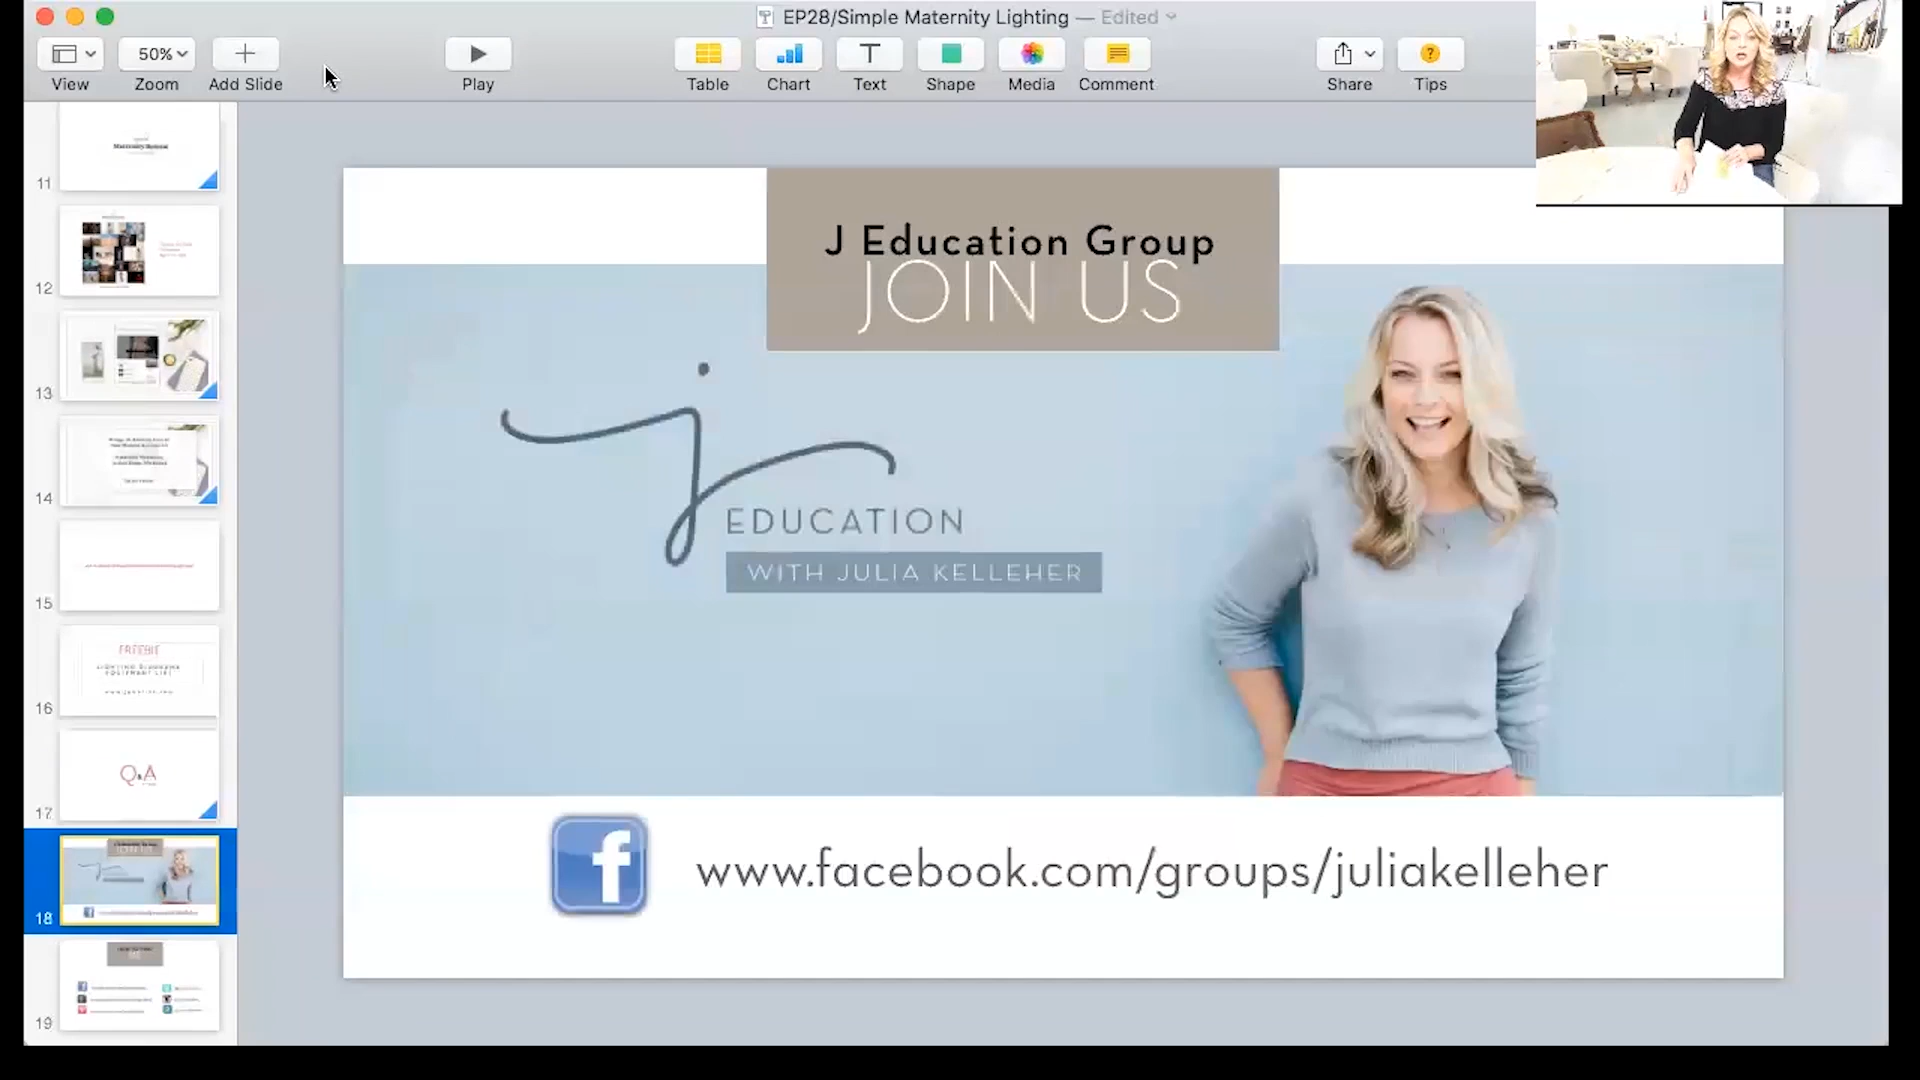 EP28/Simple Maternity Lighting — Edited
50%
View
Zoom
Add Slide
Play
Table
Chart
Text
Shape
Media
Comment
Share
Tips
11
Maternity
12
13
14
15
16
FREEBIE
17
Q&A
18
19
J Education Group
JOIN US
j
EDUCATION
WITH JULIA KELLEHER
f
www.facebook.com/groups/juliakelleher